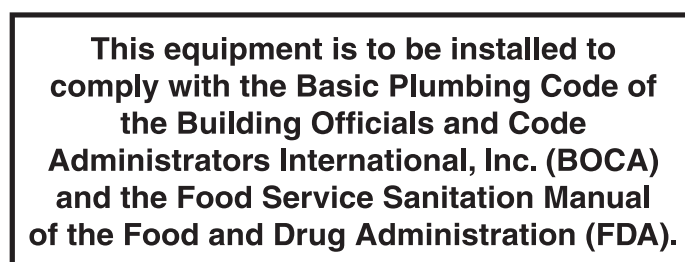 This equipment is to be installed to
comply with the Basic Plumbing Code of
the Building Officials and Code
Administrators International, Inc. (BOCA)
and the Food Service Sanitation Manual
of the Food and Drug Administration (FDA).